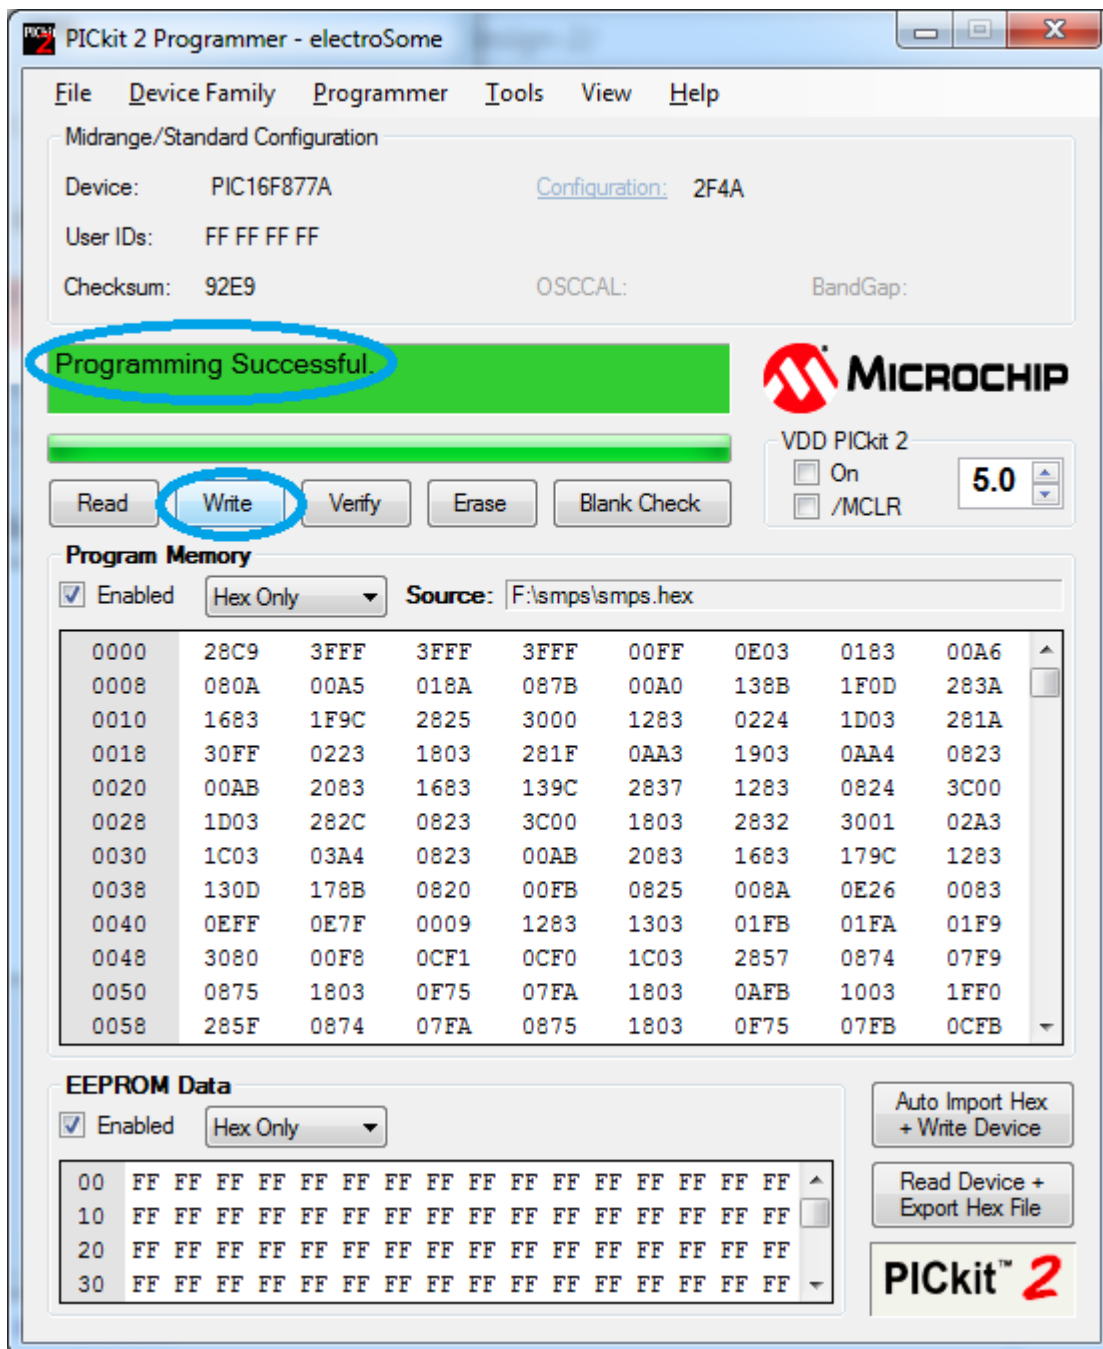 PICkit 2 Programmer - electroSome
File Device Family Programmer Tools View Help
Midrange/Standard Configuration
Device: PIC16F877A Configuration: 2F4A
User IDs: FF FF FF FF
Checksum: 92E9 OSCCAL: BandGap:
Programming Successful.
MICROCHIP
VDD PICkit 2
On
/MCLR
5.0
Read Write Verify Erase Blank Check
Program Memory
Enabled Hex Only Source: F:\smps\smps.hex
0000 28C9 3FFF 3FFF 3FFF 00FF 0E03 0183 00A6
0008 080A 00A5 018A 087B 00A0 138B 1F0D 283A
0010 1683 1F9C 2825 3000 1283 0224 1D03 281A
0018 30FF 0223 1803 281F 0AA3 1903 0AA4 0823
0020 00AB 2083 1683 139C 2837 1283 0824 3C00
0028 1D03 282C 0823 3C00 1803 2832 3001 02A3
0030 1C03 03A4 0823 00AB 2083 1683 179C 1283
0038 130D 178B 0820 00FB 0825 008A 0E26 0083
0040 0EFF 0E7F 0009 1283 1303 01FB 01FA 01F9
0048 3080 00F8 0CF1 0CF0 1C03 2857 0874 07F9
0050 0875 1803 0F75 07FA 1803 0AFB 1003 1FF0
0058 285F 0874 07FA 0875 1803 0F75 07FB 0CFB
EEPROM Data
Enabled Hex Only
Auto Import Hex
+ Write Device
00 FF FF FF FF FF FF FF FF FF FF FF FF FF FF FF FF
10 FF FF FF FF FF FF FF FF FF FF FF FF FF FF FF FF
20 FF FF FF FF FF FF FF FF FF FF FF FF FF FF FF FF
30 FF FF FF FF FF FF FF FF FF FF FF FF FF FF FF FF
Read Device +
Export Hex File
PICkit™ 2